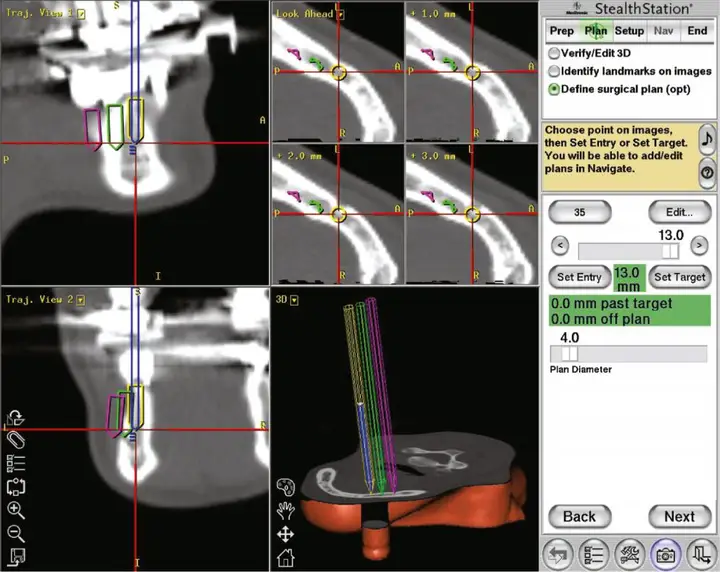 Traj. View 1
S
A
P
I
Look Ahead
L
P
A
R
+ 1.0 mm
L
P
A
R
+ 2.0 mm
L
P
A
R
+ 3.0 mm
L
P
A
R
Traj. View 2
S
L
R
I
3D
Medtronic
StealthStation®
Prep Plan Setup Nav End
Verify/Edit 3D
Identify landmarks on images
Define surgical plan (opt)
Choose point on images,
then Set Entry or Set Target.
You will be able to add/edit
plans in Navigate.
35 Edit...
13.0
< >
Set Entry 13.0 mm Set Target
0.0 mm past target
0.0 mm off plan
4.0
Plan Diameter
Back Next